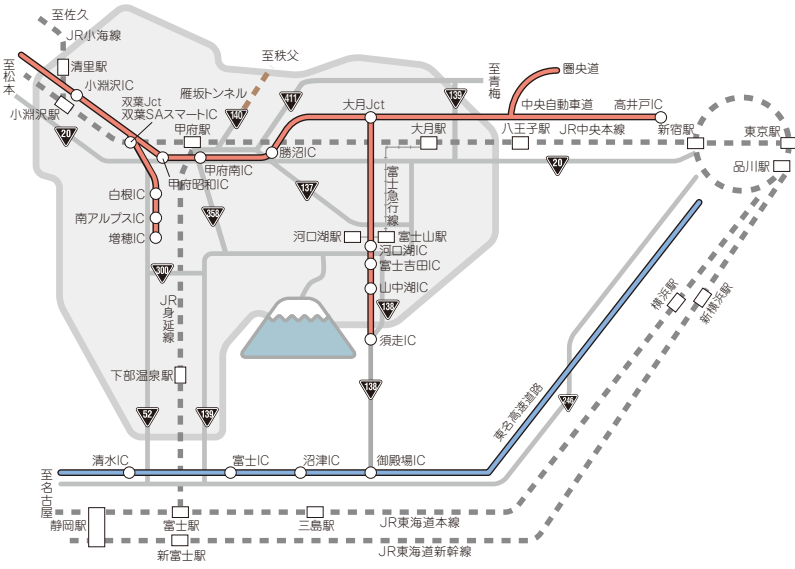 至佐久
JR小海線
至松本
清里駅
小淵沢IC
小淵沢駅
20
双葉Jct
双葉SAスマートIC
甲府駅
雁坂トンネル
140
至秩父
411
大月Jct
139
至青梅
圏央道
中央自動車道
高井戸IC
大月駅
八王子駅
JR中央本線
新宿駅
東京駅
品川駅
20
勝沼IC
甲府南IC
甲府昭和IC
白根IC
南アルプスIC
増穂IC
358
137
富士急行線
河口湖駅
富士山駅
河口湖IC
富士吉田IC
山中湖IC
138
須走IC
300
JR身延線
下部温泉駅
52
139
138
246
横浜駅
新横浜駅
東名高速道路
清水IC
富士IC
沼津IC
御殿場IC
至名古屋
静岡駅
富士駅
三島駅
JR東海道本線
新富士駅
JR東海道新幹線